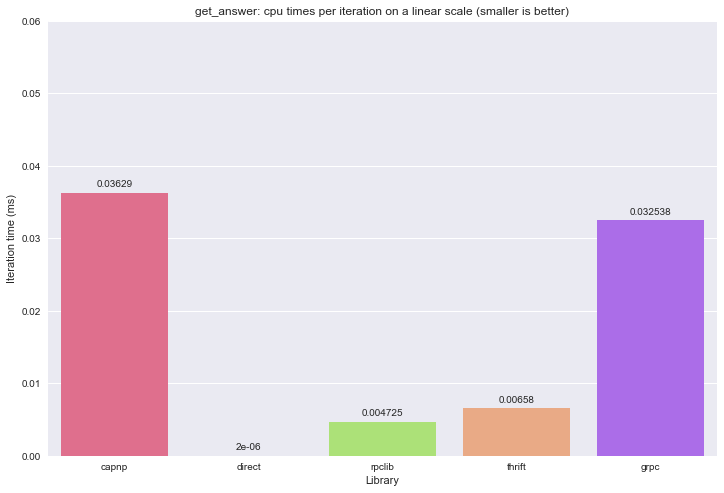 get_answer: cpu times per iteration on a linear scale (smaller is better)
0.06
0.05
0.04
0.03
0.02
0.01
0.00
Iteration time (ms)
0.03629
2e-06
0.004725
0.00658
0.032538
capnp
direct
rpclib
thrift
grpc
Library